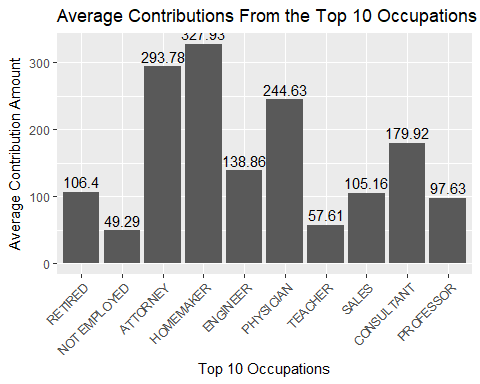 Average Contributions From the Top 10 Occupations
Average Contribution Amount
300
200
100
0
106.4
49.29
293.78
327.93
138.86
244.63
57.61
105.16
179.92
97.63
RETIRED
NOT EMPLOYED
ATTORNEY
HOMEMAKER
ENGINEER
PHYSICIAN
TEACHER
SALES
CONSULTANT
PROFESSOR
Top 10 Occupations